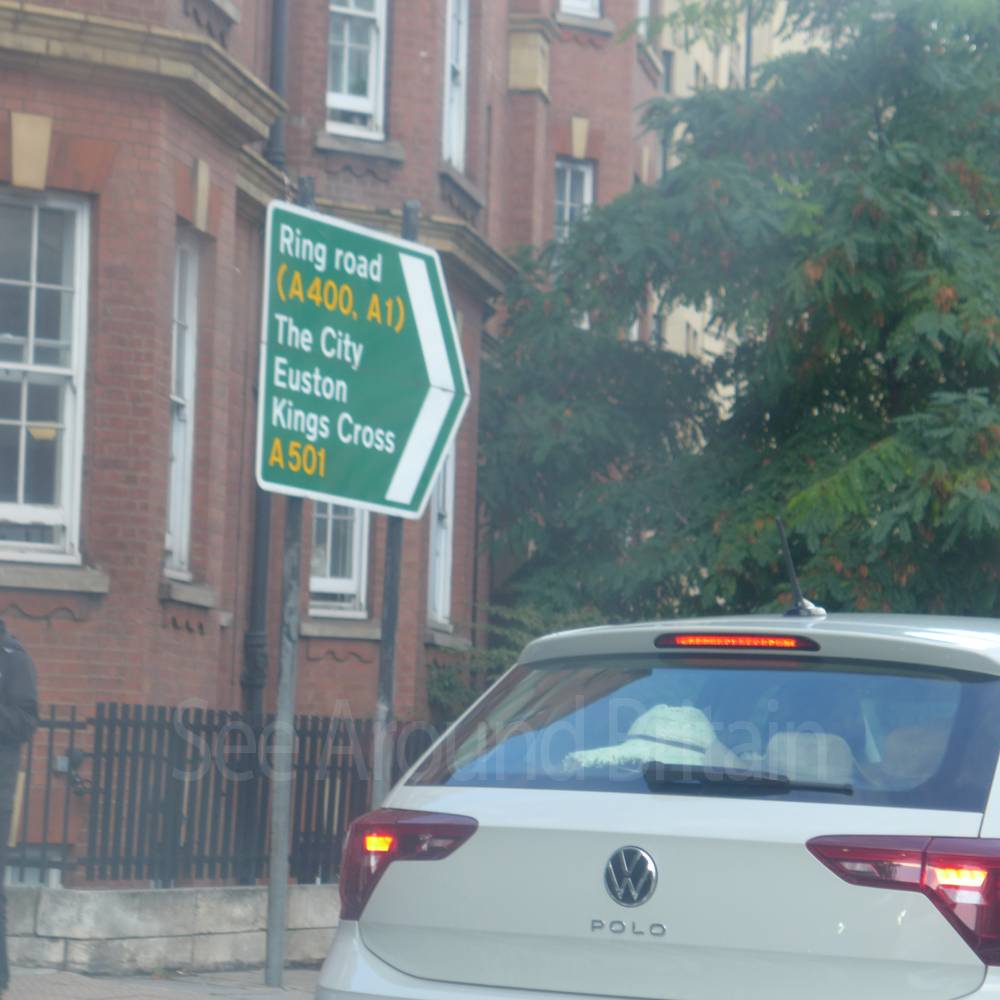 Ring road
(A400, A1)
The City
Euston
Kings Cross
A501
See Around Britain
POLO